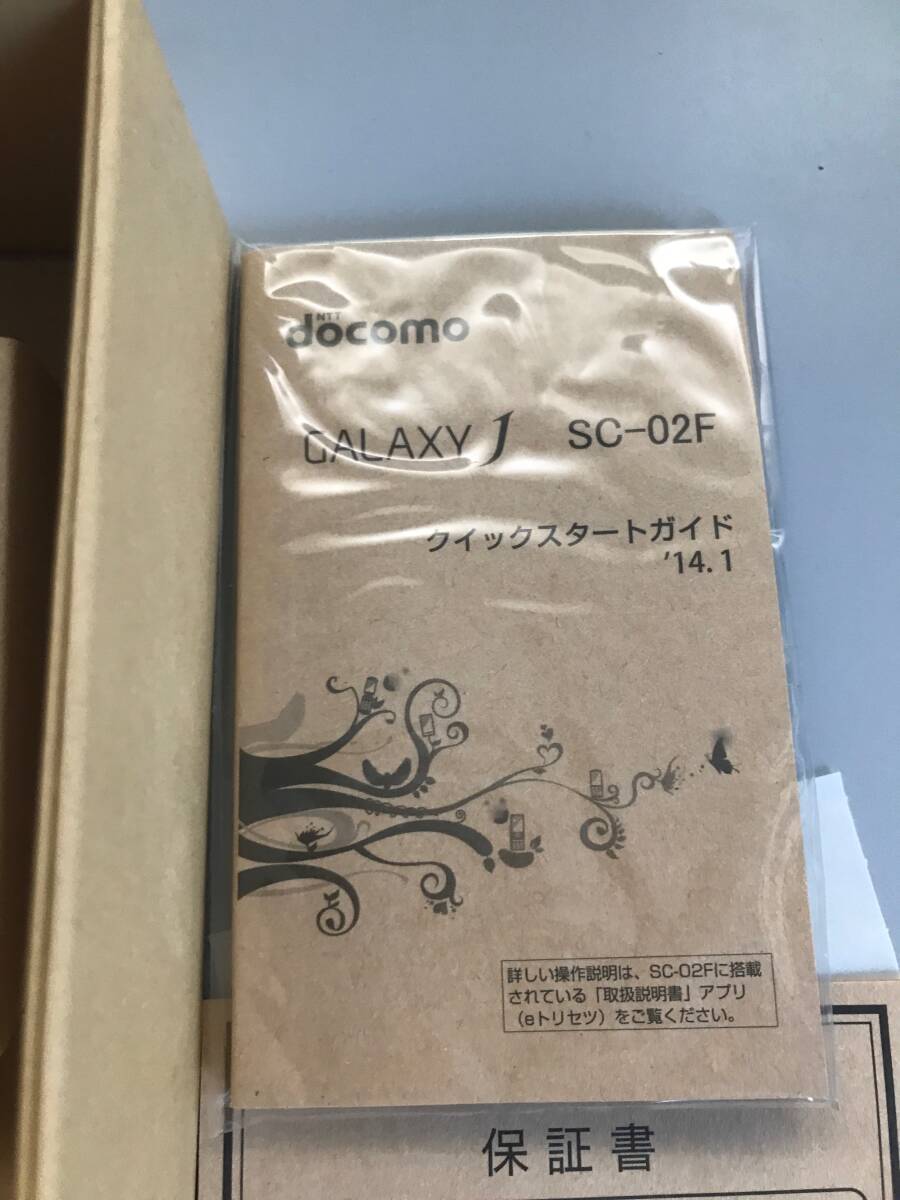 NTT
docomo
GALAXY J SC-02F
クイックスタートガイド
'14.1
詳しい操作説明は、SC-02Fに搭載
されている「取扱説明書」アプリ
（eトリセツ）をご覧ください。
保証書